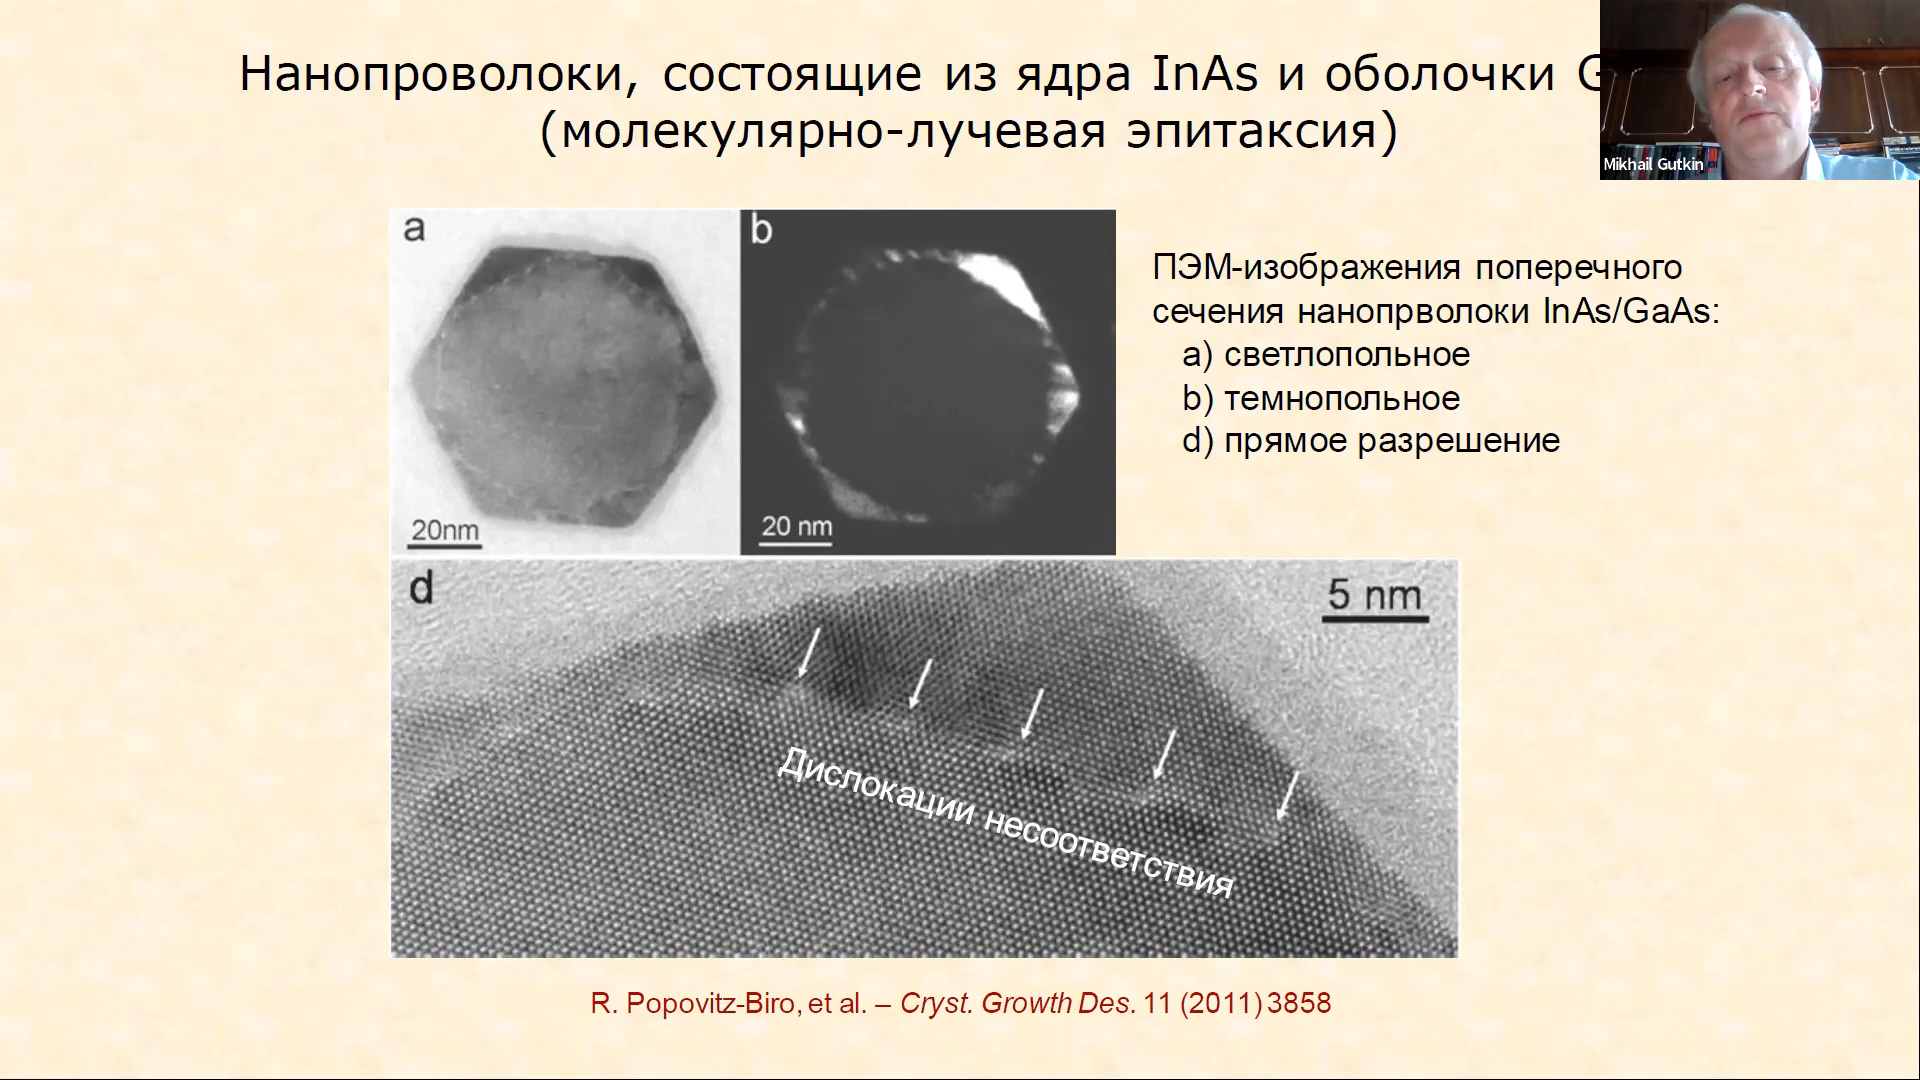 Нанопроволоки, состоящие из ядра InAs и оболочки
(молекулярно-лучевая эпитаксия)
Mikhail Gutkin
a
b
20nm
20 nm
ПЭМ-изображения поперечного
сечения нанопрволоки InAs/GaAs:
a) светлопольное
b) темнопольное
d) прямое разрешение
d
5 nm
Дислокации несоответствия
R. Popovitz-Biro, et al. – Cryst. Growth Des. 11 (2011) 3858